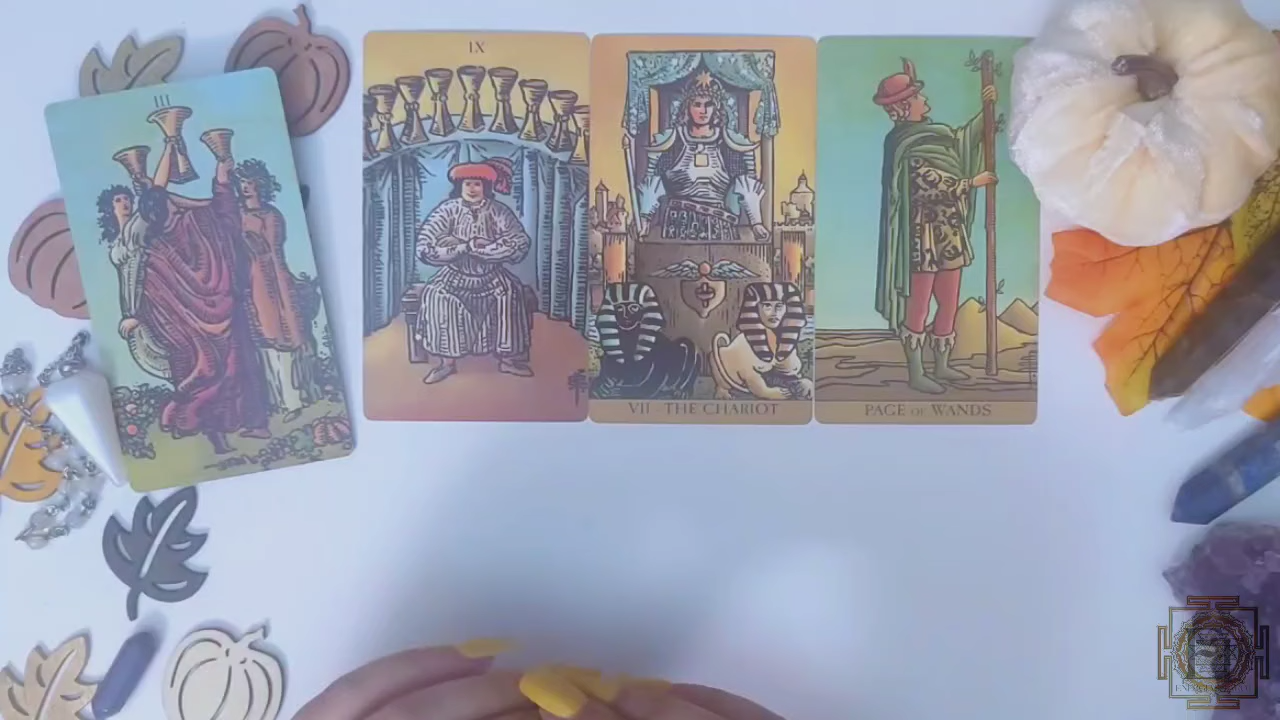 III
IX
VII - THE CHARIOT
PAGE OF WANDS